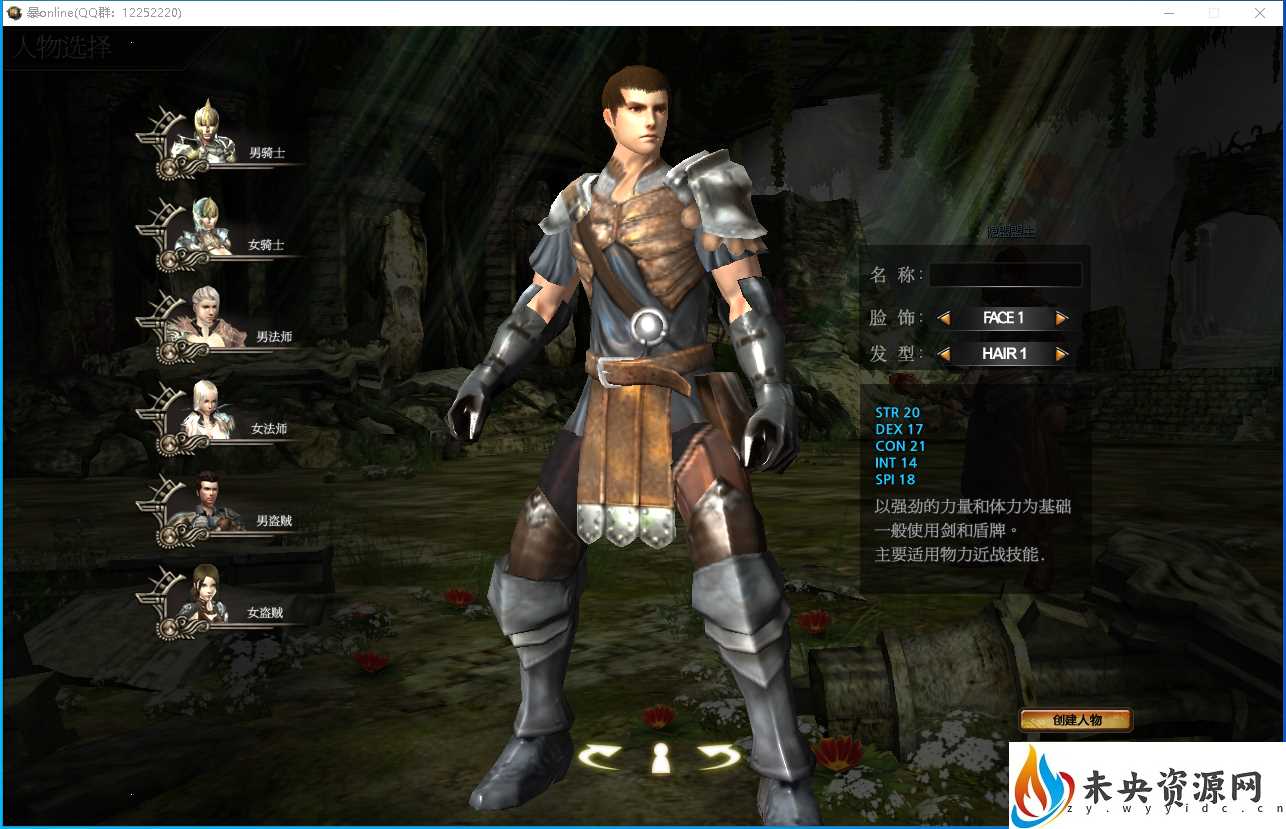 暴online(QQ群: 12252220)
人物选择
男骑士
女骑士
男法师
女法师
男盗贼
女盗贼
名 称:
脸 饰: FACE 1
发 型: HAIR 1
STR 20
DEX 17
CON 21
INT 14
SPI 18
以强劲的力量和体力为基础
一般使用剑和盾牌。
主要适用物力近战技能.
创建人物
未央资源网
zy.wyyidc.cn